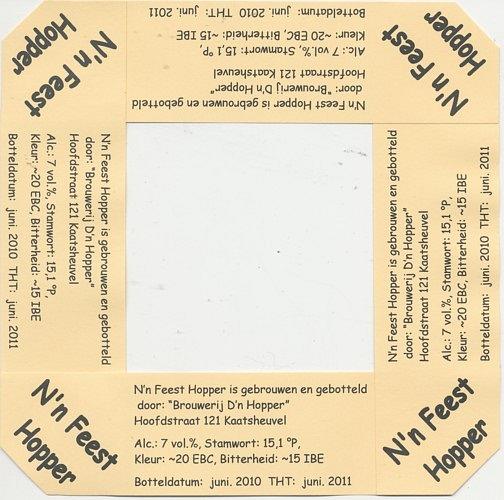 N'n Feest
Hopper
Botteldatum: juni. 2010 THT: juni. 2011
Kleur: ~20 EBC, Bitterheid: ~15 IBE
Alc.: 7 vol.%, Stamwort: 15,1 °P,
Hoofdstraat 121 Kaatsheuvel
door: "Brouwerij D'n Hopper"
N'n Feest Hopper is gebrouwen en gebotteld
N'n Feest
Hopper
N'n Feest Hopper is gebrouwen en gebotteld
door: "Brouwerij D'n Hopper"
Hoofdstraat 121 Kaatsheuvel
Alc.: 7 vol.%, Stamwort: 15,1 °P,
Kleur: ~20 EBC, Bitterheid: ~15 IBE
Botteldatum: juni. 2010 THT: juni. 2011
N'n Feest Hopper is gebrouwen en gebotteld
door: "Brouwerij D'n Hopper"
Hoofdstraat 121 Kaatsheuvel
Alc.: 7 vol.%, Stamwort: 15,1 °P,
Kleur: ~20 EBC, Bitterheid: ~15 IBE
Botteldatum: juni. 2010 THT: juni. 2011
N'n Feest
Hopper
N'n Feest Hopper is gebrouwen en gebotteld
door: "Brouwerij D'n Hopper"
Hoofdstraat 121 Kaatsheuvel
Alc.: 7 vol.%, Stamwort: 15,1 °P,
Kleur: ~20 EBC, Bitterheid: ~15 IBE
Botteldatum: juni. 2010 THT: juni. 2011
N'n Feest
Hopper